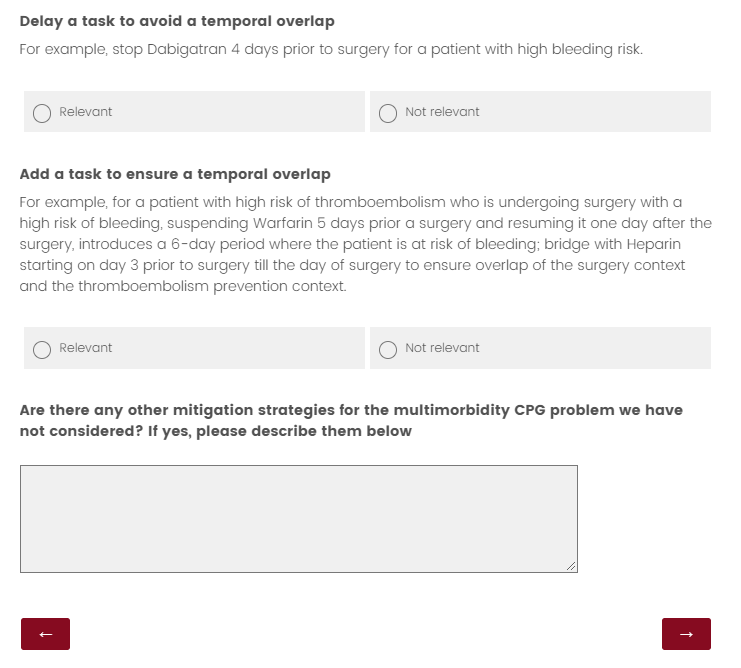 Delay a task to avoid a temporal overlap
For example, stop Dabigatran 4 days prior to surgery for a patient with high bleeding risk.
Relevant
Not relevant
Add a task to ensure a temporal overlap
For example, for a patient with high risk of thromboembolism who is undergoing surgery with a
high risk of bleeding, suspending Warfarin 5 days prior a surgery and resuming it one day after the
surgery, introduces a 6-day period where the patient is at risk of bleeding; bridge with Heparin
starting on day 3 prior to surgery till the day of surgery to ensure overlap of the surgery context
and the thromboembolism prevention context.
Relevant
Not relevant
Are there any other mitigation strategies for the multimorbidity CPG problem we have
not considered? If yes, please describe them below
←
→